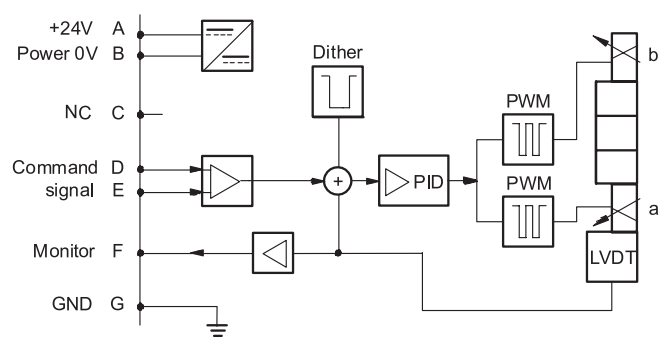 +24V A
Power 0V B
Dither
b
NC C
PWM
Command D
signal E
+
PID
PWM
a
Monitor F
LVDT
GND G